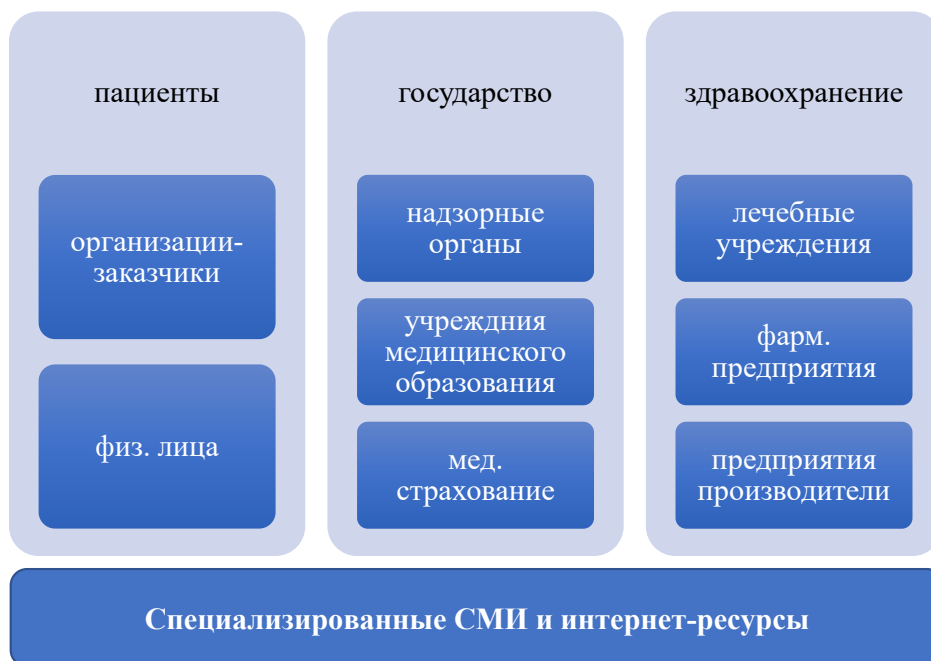 пациенты
организации-
заказчики
физ. лица
государство
надзорные
органы
учреждния
медицинского
образования
мед.
страхование
здравоохранение
лечебные
учреждения
фарм.
предприятия
предприятия
производители
Специализированные СМИ и интернет-ресурсы